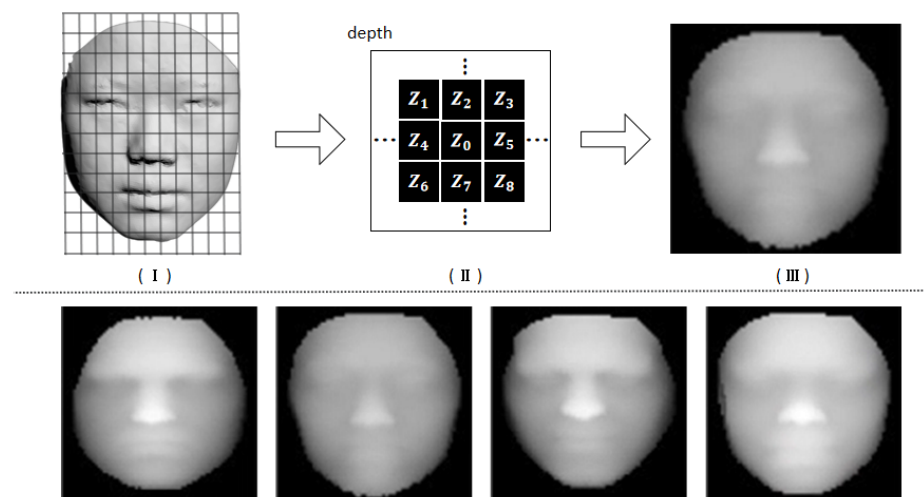 depth
⋮
Z₁ Z₂ Z₃
⋯ Z₄ Z₀ Z₅ ⋯
Z₆ Z₇ Z₈
⋮
( Ⅰ ) ( Ⅱ ) ( Ⅲ )